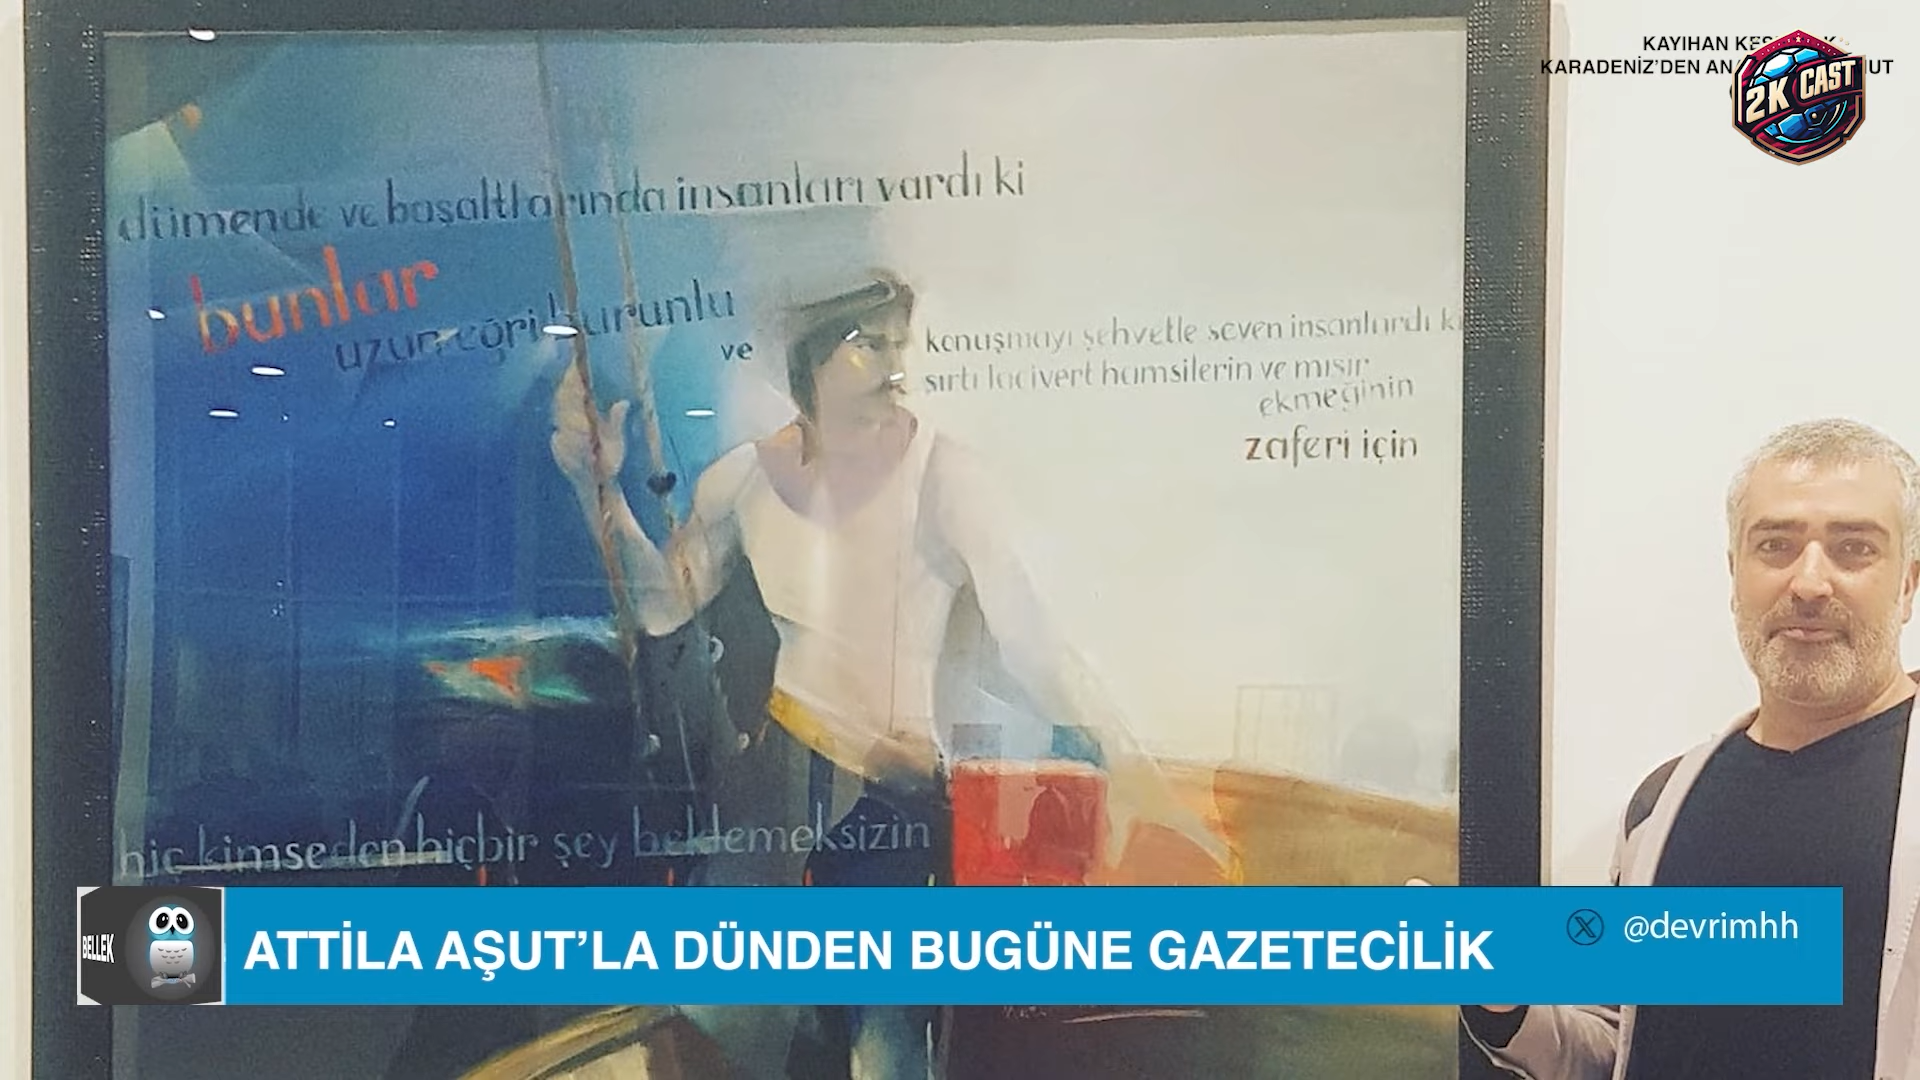 KAYIHAN
KARADENİZ'DEN
2K CAST
dümende ve başaltlarında insanları vardı ki
bunlar
uzun eğri burunlu
ve
konuşmayı şehvetle seven insanlardı ki
sırtı lacivert hamsilerin ve mısır
ekmeğinin
zaferi için
hiç kimseden hiçbir şey beklemeksizin
BELLEK
ATTİLA AŞUT'LA DÜNDEN BUGÜNE GAZETECİLİK
@devrimhh